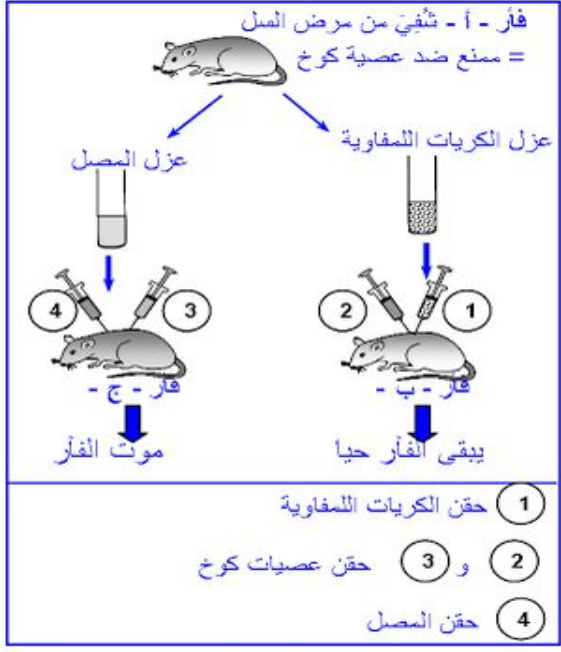 فأر - أ - شُفِيَ من مرض السل
= ممنع ضد عصية كوخ
عزل الكريات اللمفاوية
عزل المصل
1
2
3
4
فأر - ب -
فأر - ج -
يبقى الفأر حياً
موت الفأر
1 حقن الكريات اللمفاوية
2 و 3 حقن عصيات كوخ
4 حقن المصل